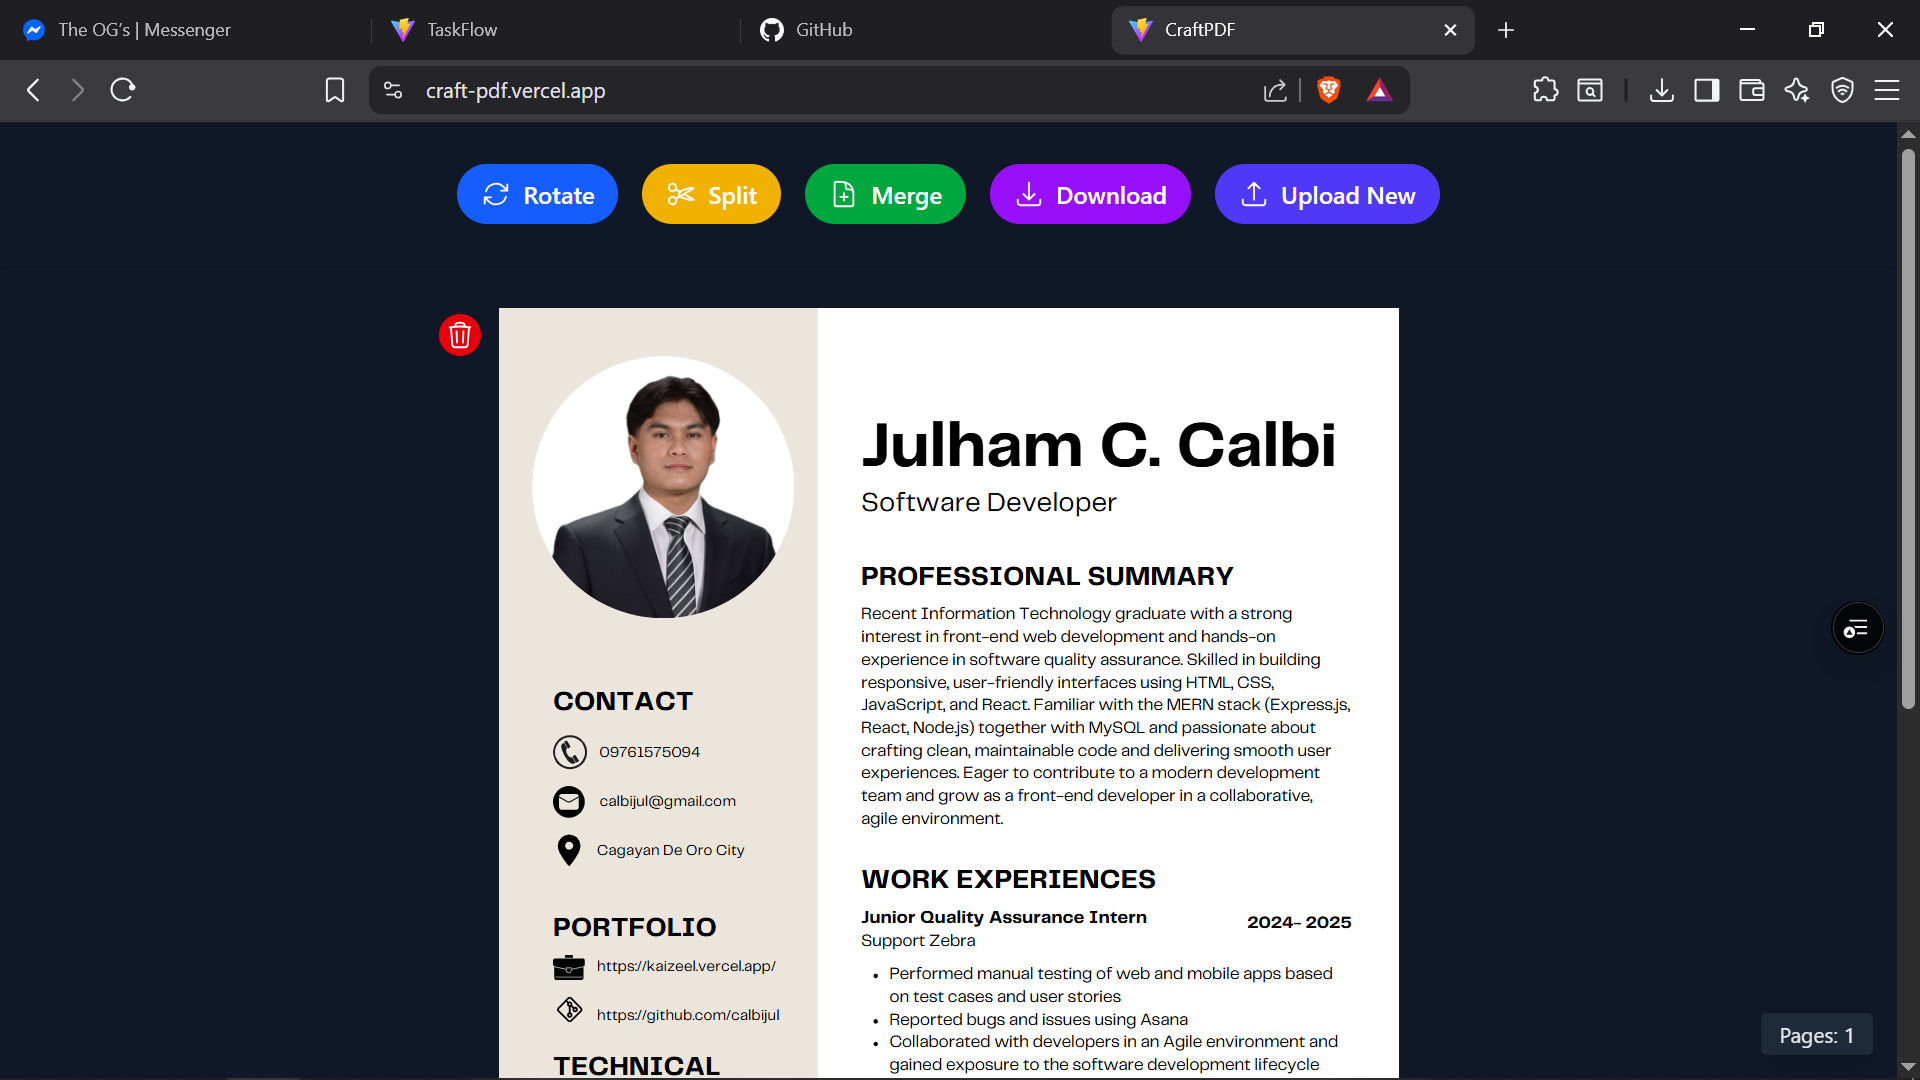 The OG's | Messenger
TaskFlow
GitHub
CraftPDF
craft-pdf.vercel.app
Rotate
Split
Merge
Download
Upload New
Julham C. Calbi
Software Developer
PROFESSIONAL SUMMARY
Recent Information Technology graduate with a strong
interest in front-end web development and hands-on
experience in software quality assurance. Skilled in building
responsive, user-friendly interfaces using HTML, CSS,
JavaScript, and React. Familiar with the MERN stack (Express.js,
React, Node.js) together with MySQL and passionate about
crafting clean, maintainable code and delivering smooth user
experiences. Eager to contribute to a modern development
team and grow as a front-end developer in a collaborative,
agile environment.
CONTACT
09761575094
calbijul@gmail.com
Cagayan De Oro City
PORTFOLIO
https://kaizeel.vercel.app/
https://github.com/calbijul
TECHNICAL
WORK EXPERIENCES
Junior Quality Assurance Intern
2024- 2025
Support Zebra
• Performed manual testing of web and mobile apps based
on test cases and user stories
• Reported bugs and issues using Asana
• Collaborated with developers in an Agile environment and
gained exposure to the software development lifecycle
Pages: 1